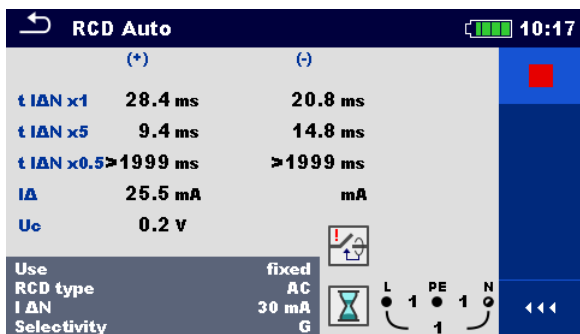 RCD Auto 10:17
(+) (-)
t IΔN x1 28.4 ms 20.8 ms
t IΔN x5 9.4 ms 14.8 ms
t IΔN x0.5 >1999 ms >1999 ms
IΔ 25.5 mA mA
Uc 0.2 V
Use fixed
RCD type AC
I ΔN 30 mA
Selectivity G
L PE N
1 1
1